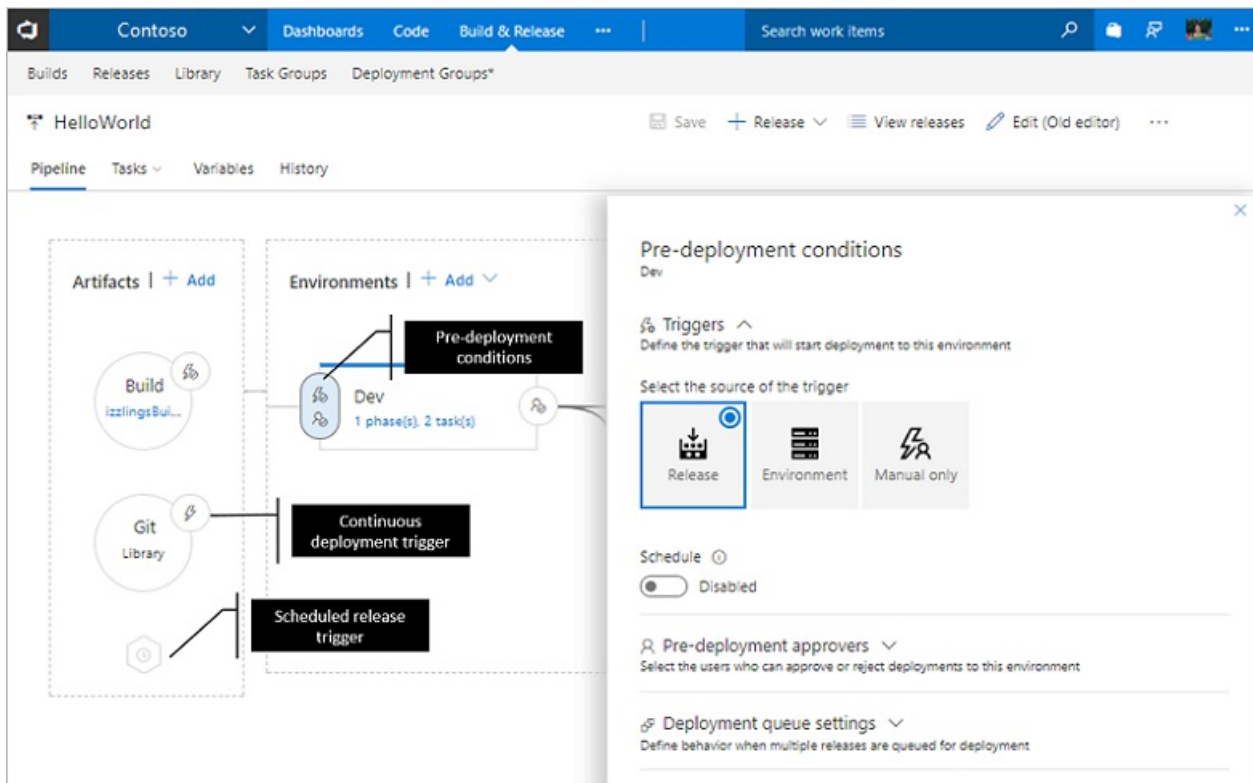 Contoso
Dashboards Code Build & Release ... Search work items ...
Builds Releases Library Task Groups Deployment Groups*
HelloWorld
Save + Release View releases Edit (Old editor) ...
Pipeline Tasks Variables History
Artifacts | + Add
Environments | + Add
Build
izzlingsBui...
Git
Library
Pre-deployment
conditions
Dev
1 phase(s), 2 task(s)
Continuous
deployment trigger
Scheduled release
trigger
Pre-deployment conditions
Dev
Triggers
Define the trigger that will start deployment to this environment
Select the source of the trigger
Release Environment Manual only
Schedule
Disabled
Pre-deployment approvers
Select the users who can approve or reject deployments to this environment
Deployment queue settings
Define behavior when multiple releases are queued for deployment